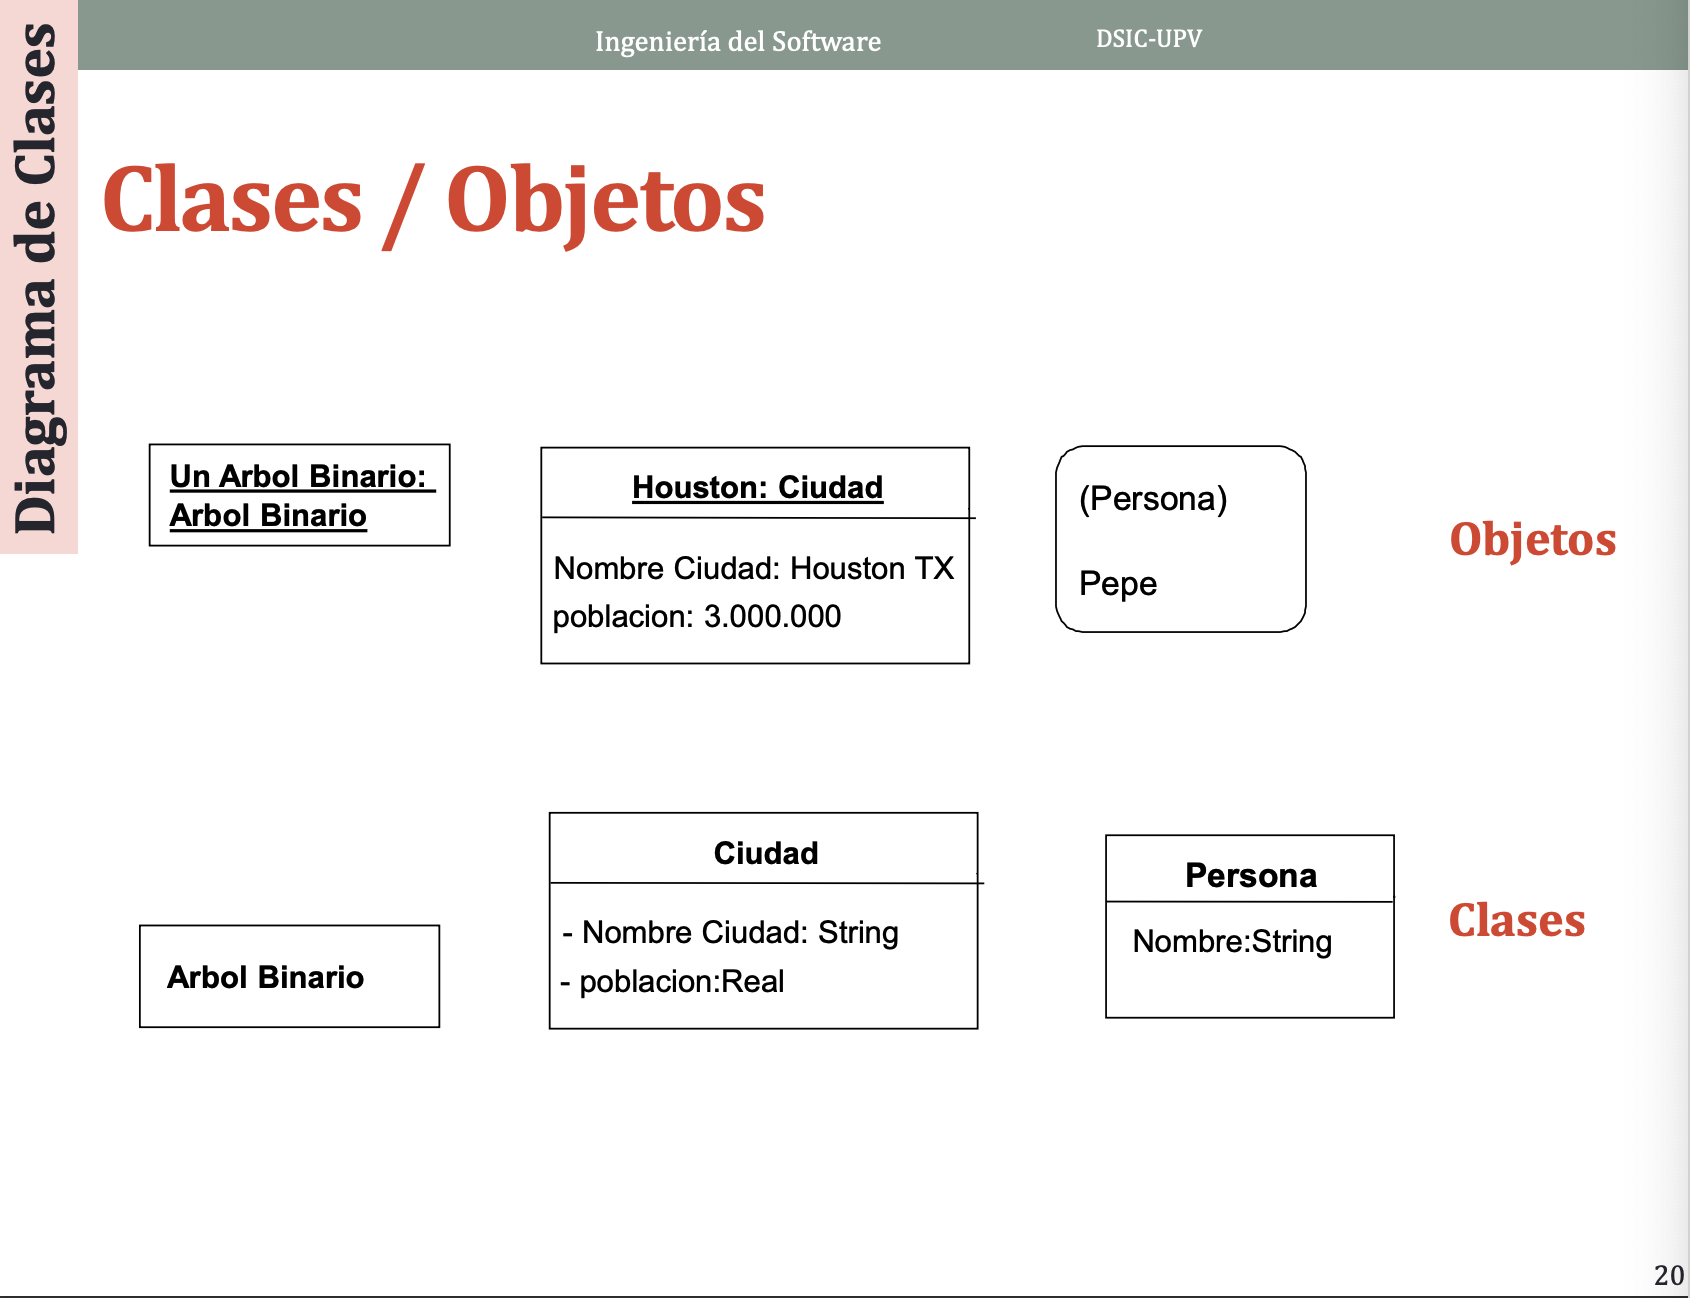 Ingeniería del Software
DSIC-UPV
Diagrama de Clases
Clases / Objetos
Un Arbol Binario:
Arbol Binario
Houston: Ciudad
Nombre Ciudad: Houston TX
poblacion: 3.000.000
(Persona)
Pepe
Objetos
Arbol Binario
Ciudad
- Nombre Ciudad: String
- poblacion:Real
Persona
Nombre:String
Clases
20